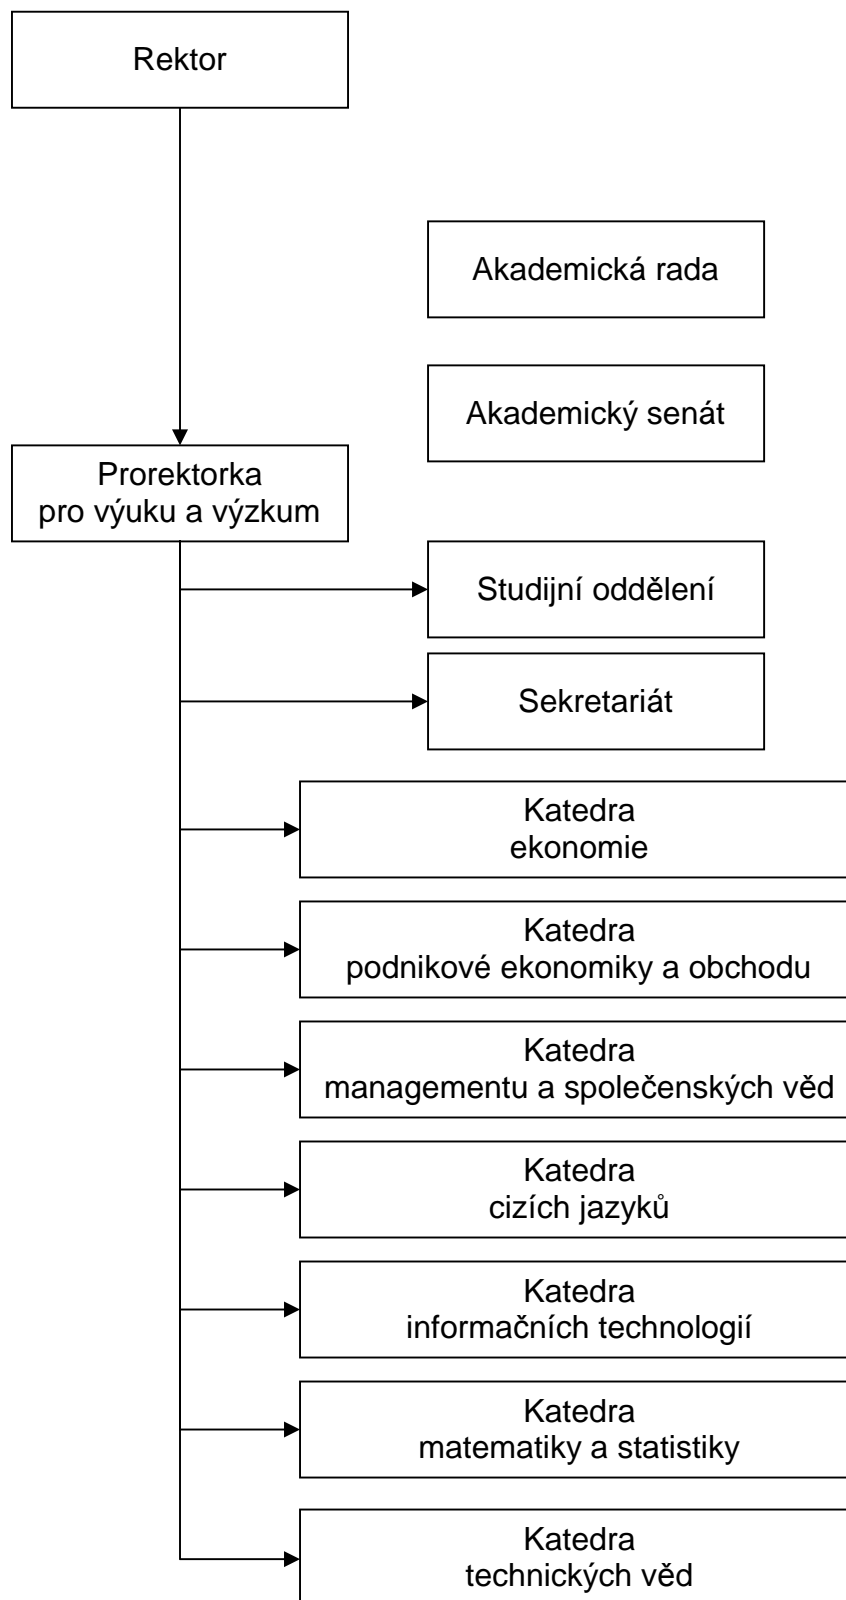 Rektor
Akademická rada
Akademický senát
Prorektorka
pro výuku a výzkum
Studijní oddělení
Sekretariát
Katedra
ekonomie
Katedra
podnikové ekonomiky a obchodu
Katedra
managementu a společenských věd
Katedra
cizích jazyků
Katedra
informačních technologií
Katedra
matematiky a statistiky
Katedra
technických věd